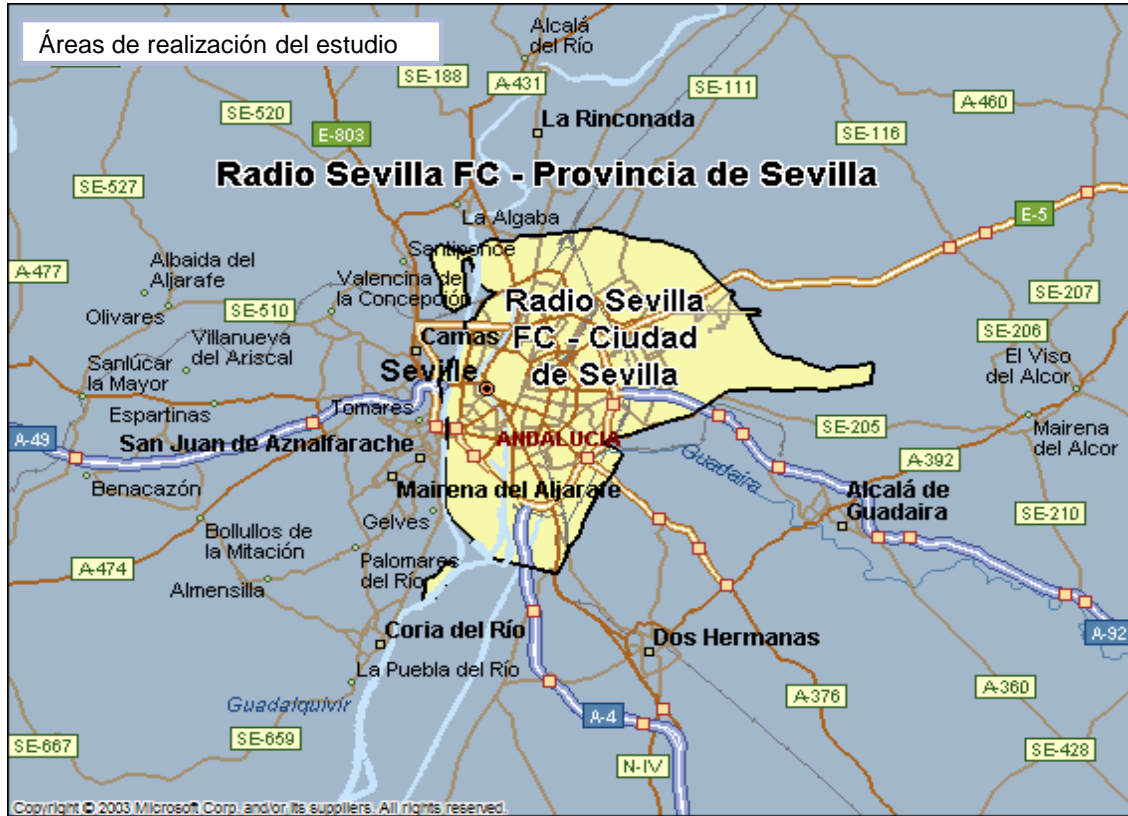 Áreas de realización del estudio
Alcalá
del Río
SE-188
A-431
SE-111
A-460
SE-520
E-803
La Rinconada
SE-116
Radio Sevilla FC - Provincia de Sevilla
SE-527
La Algaba
E-5
Santiponce
A-477
Albaida del
Aljarafe
Valencina de
la Concepción
SE-207
Olivares
SE-510
Radio Sevilla
FC - Ciudad
de Sevilla
SE-206
Villanueva
del Ariscal
Camas
Sanlúcar
la Mayor
Seville
El Viso
del Alcor
Espartinas
Tomares
SE-205
Mairena
del Alcor
A-49
San Juan de Aznalfarache
ANDALUCIA
Guadaira
A-392
Benacazón
Mairena del Aljarafe
Alcalá de
Guadaira
Gelves
SE-210
Bollullos de
la Mitación
A-474
Palomares
del Río
Almensilla
Coria del Río
Dos Hermanas
A-92
La Puebla del Río
Guadalquivir
A-376
A-360
A-4
SE-667
SE-659
SE-428
N-IV
Copyright © 2003 Microsoft Corp. and/or its suppliers. All rights reserved.